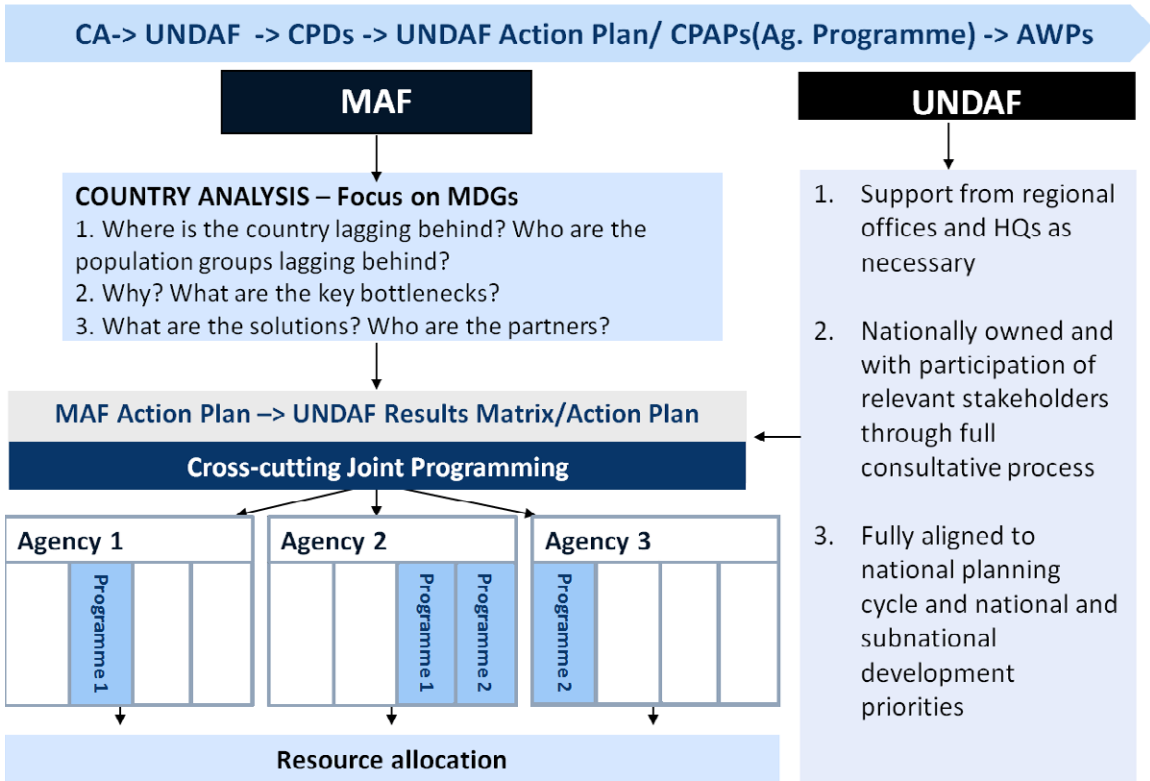 CA-> UNDAF -> CPDs -> UNDAF Action Plan/ CPAPs(Ag. Programme) -> AWPs
MAF
COUNTRY ANALYSIS – Focus on MDGs
1. Where is the country lagging behind? Who are the
population groups lagging behind?
2. Why? What are the key bottlenecks?
3. What are the solutions? Who are the partners?
MAF Action Plan –> UNDAF Results Matrix/Action Plan
Cross-cutting Joint Programming
Agency 1
Programme 1
Agency 2
Programme 1
Programme 2
Agency 3
Programme 2
Resource allocation
UNDAF
1. Support from regional
offices and HQs as
necessary
2. Nationally owned and
with participation of
relevant stakeholders
through full
consultative process
3. Fully aligned to
national planning
cycle and national and
subnational
development
priorities